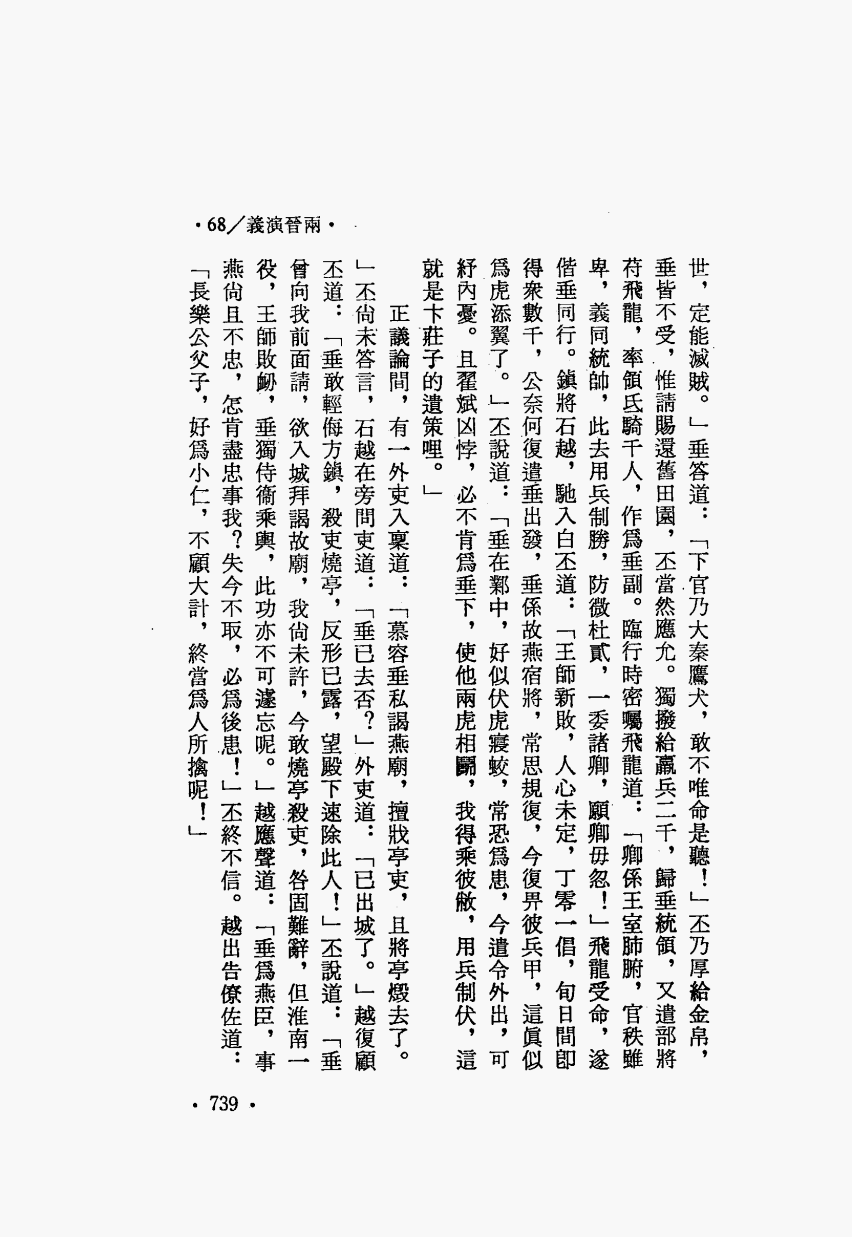 ・68／義演晉兩・
世，定能滅賊。」垂答道：「下官乃大秦鷹犬，敢不唯命是聽！」丕乃厚給金帛，
垂皆不受，惟請賜還舊田園，丕當然應允。獨撥給羸兵二千，歸垂統領，又遣部將
苻飛龍，率領氐騎千人，作爲垂副。臨行時密囑飛龍道：「卿係王室肺腑，官秩雖
卑，義同統帥，此去用兵制勝，防微杜貳，一委諸卿，願卿毋忽！」飛龍受命，遂
偕垂同行。鎮將石越，馳入白丕道：「王師新敗，人心未定，丁零一倡，旬日間卽
得衆數千，公奈何復遣垂出發，垂係故燕宿將，常思規復，今復畀彼兵甲，這眞似
爲虎添翼了。」丕說道：「垂在鄴中，好似伏虎寢蛟，常恐爲患，今遣令外出，可
紓內憂。且翟斌凶悖，必不肯爲垂下，使他兩虎相鬭，我得乘彼敝，用兵制伏，這
就是卞莊子的遺策哩。」
正議論間，有一外吏入稟道：「慕容垂私謁燕廟，擅戕亭吏，且將亭燬去了。
」丕尙未答言，石越在旁問吏道：「垂已去否？」外吏道：「已出城了。」越復顧
丕道：「垂敢輕侮方鎮，殺吏燒亭，反形已露，望殿下速除此人！」丕說道：「垂
曾向我前面請，欲入城拜謁故廟，我尙未許，今敢燒亭殺吏，咎固難辭，但淮南一
役，王師敗衂，垂獨侍衞乘輿，此功亦不可遽忘呢。」越應聲道：「垂爲燕臣，事
燕尙且不忠，怎肯盡忠事我？失今不取，必爲後患！」丕終不信。越出告僚佐道：
「長樂公父子，好爲小仁，不顧大計，終當爲人所擒呢！」
・739・